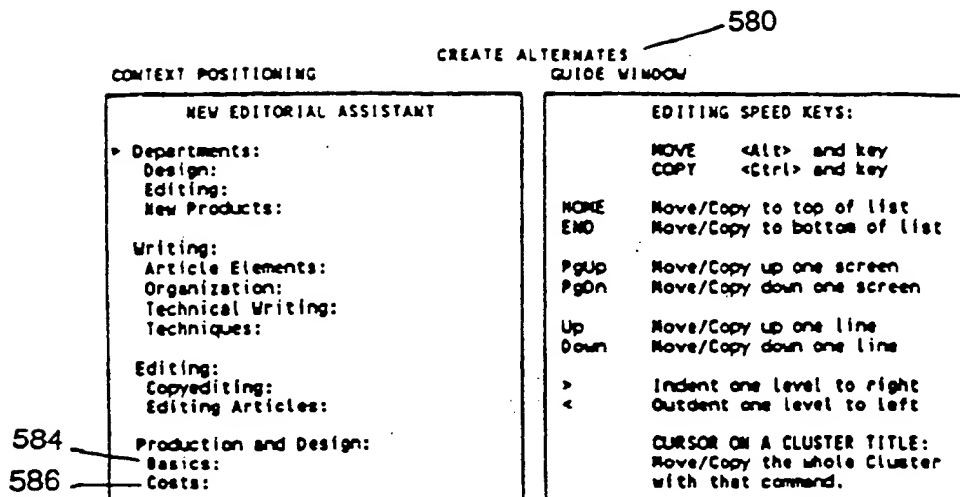 580
CREATE ALTERNATES
CONTEXT POSITIONING
GUIDE WINDOW
NEW EDITORIAL ASSISTANT
Departments:
Design:
Editing:
New Products:
Writing:
Article Elements:
Organization:
Technical Writing:
Techniques:
Editing:
Copyediting:
Editing Articles:
Production and Design:
584
Basics:
586
Costs:
EDITING SPEED KEYS:
MOVE <Alt> and key
COPY <Ctrl> and key
HOME Move/Copy to top of list
END Move/Copy to bottom of list
PgUp Move/Copy up one screen
PgDn Move/Copy down one screen
Up Move/Copy up one line
Down Move/Copy down one line
> Indent one level to right
< Outdent one level to left
CURSOR ON A CLUSTER TITLE:
Move/Copy the whole Cluster
with that command.